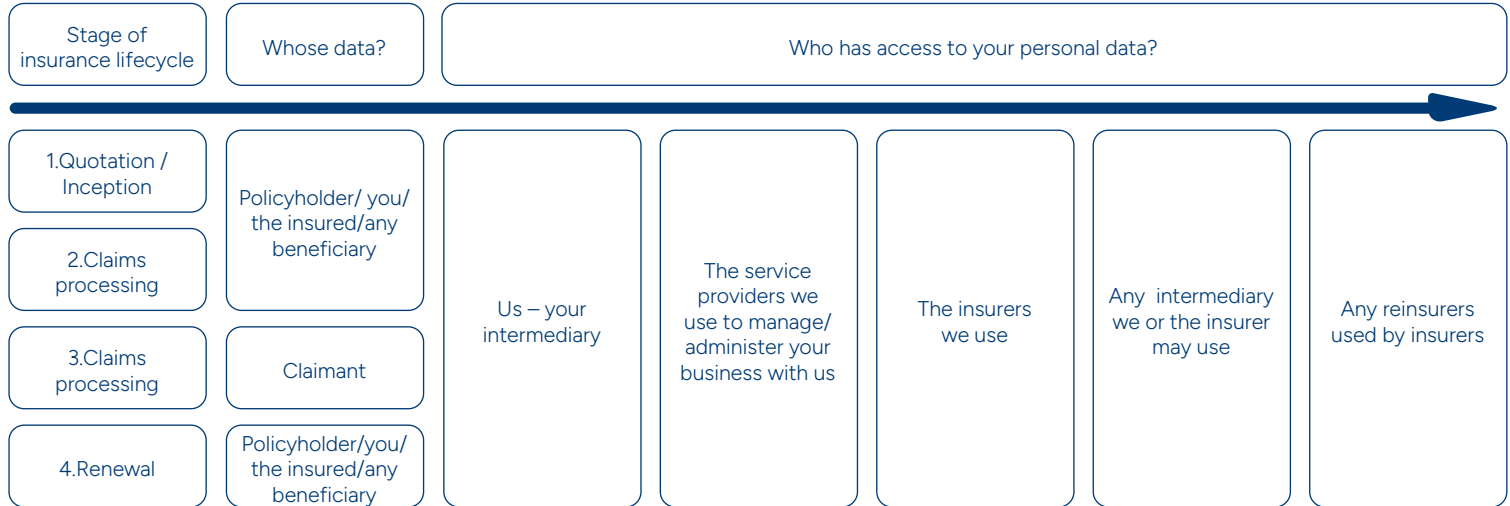 Stage of
insurance lifecycle
Whose data?
Who has access to your personal data?
1.Quotation /
Inception
2.Claims
processing
3.Claims
processing
4.Renewal
Policyholder/ you/
the insured/any
beneficiary
Claimant
Policyholder/you/
the insured/any
beneficiary
Us – your
intermediary
The service
providers we
use to manage/
administer your
business with us
The insurers
we use
Any  intermediary
we or the insurer
may use
Any reinsurers
used by insurers